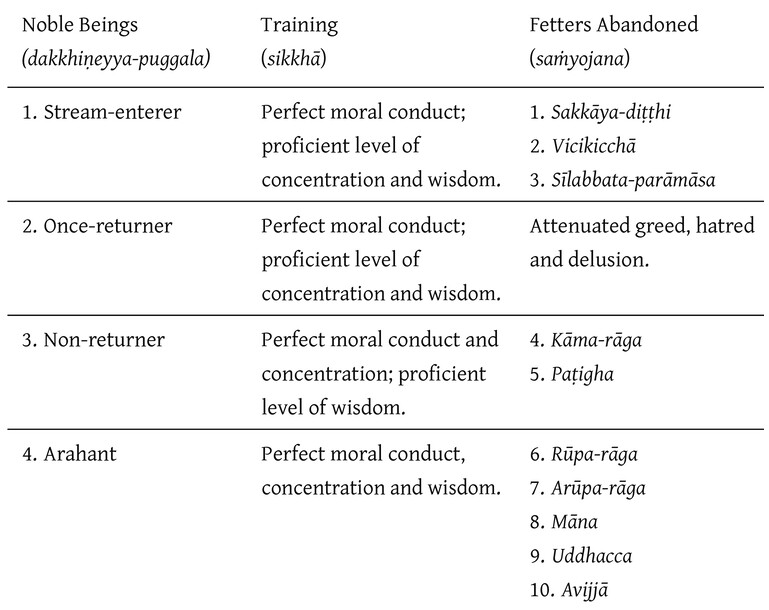 Noble Beings
(dakkhiṇeyya-puggala)
Training
(sikkhā)
Fetters Abandoned
(saṁyojana)
1. Stream-enterer
Perfect moral conduct;
proficient level of
concentration and wisdom.
1. Sakkāya-diṭṭhi
2. Vicikicchā
3. Sīlabbata-parāmāsa
2. Once-returner
Perfect moral conduct;
proficient level of
concentration and wisdom.
Attenuated greed, hatred
and delusion.
3. Non-returner
Perfect moral conduct and
concentration; proficient
level of wisdom.
4. Kāma-rāga
5. Paṭigha
4. Arahant
Perfect moral conduct,
concentration and wisdom.
6. Rūpa-rāga
7. Arūpa-rāga
8. Māna
9. Uddhacca
10. Avijjā